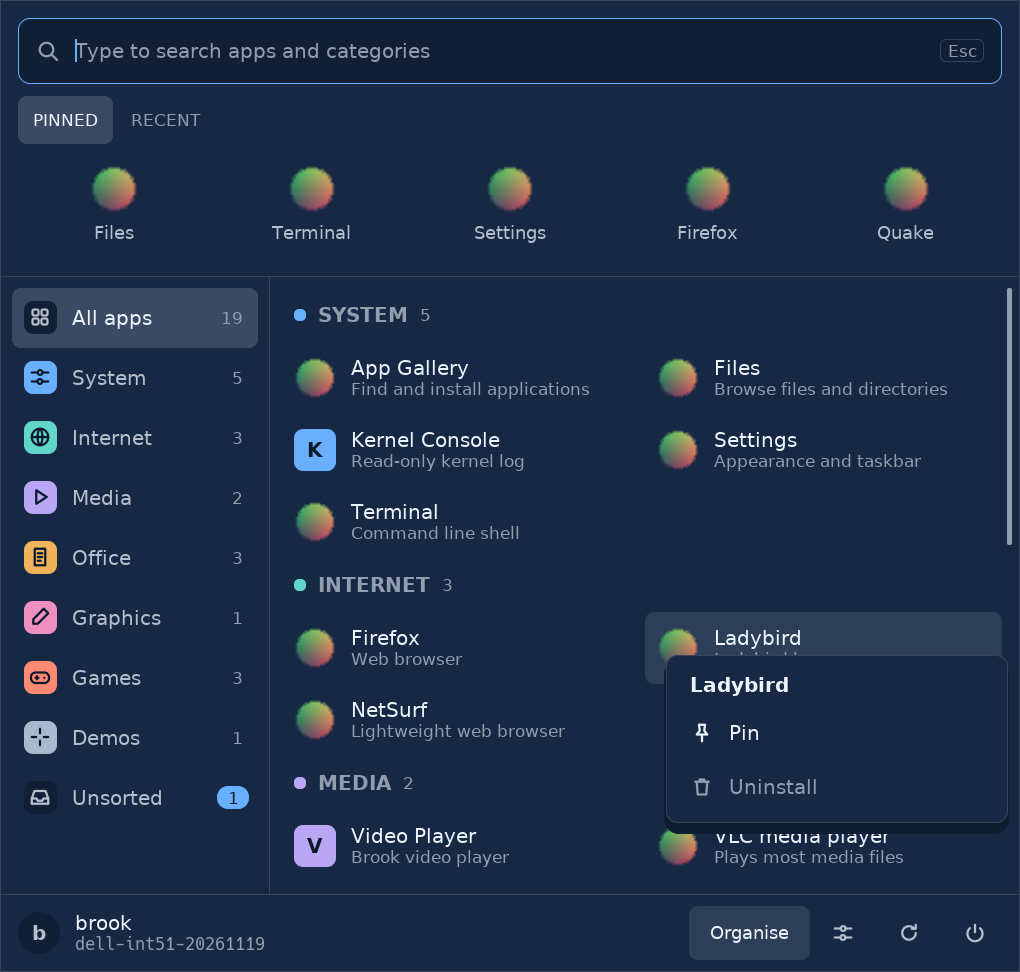 Type to search apps and categories
Esc
PINNED
RECENT
Files
Terminal
Settings
Firefox
Quake
All apps 19
System 5
Internet 3
Media 2
Office 3
Graphics 1
Games 3
Demos 1
Unsorted 1
SYSTEM 5
App Gallery
Find and install applications
Files
Browse files and directories
K
Kernel Console
Read-only kernel log
Settings
Appearance and taskbar
Terminal
Command line shell
INTERNET 3
Firefox
Web browser
Ladybird
NetSurf
Lightweight web browser
Ladybird
Pin
Uninstall
MEDIA 2
V
Video Player
Brook video player
VLC media player
Plays most media files
b
brook
dell-int51-20261119
Organise